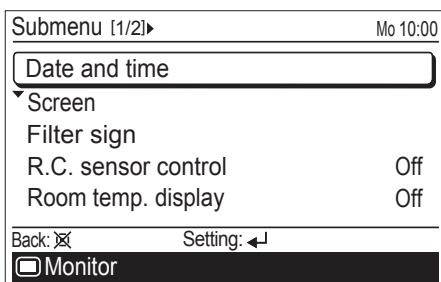 Submenu [1/2]▸ Mo 10:00
Date and time
Screen
Filter sign
R.C. sensor control Off
Room temp. display Off
Back: Setting:
Monitor